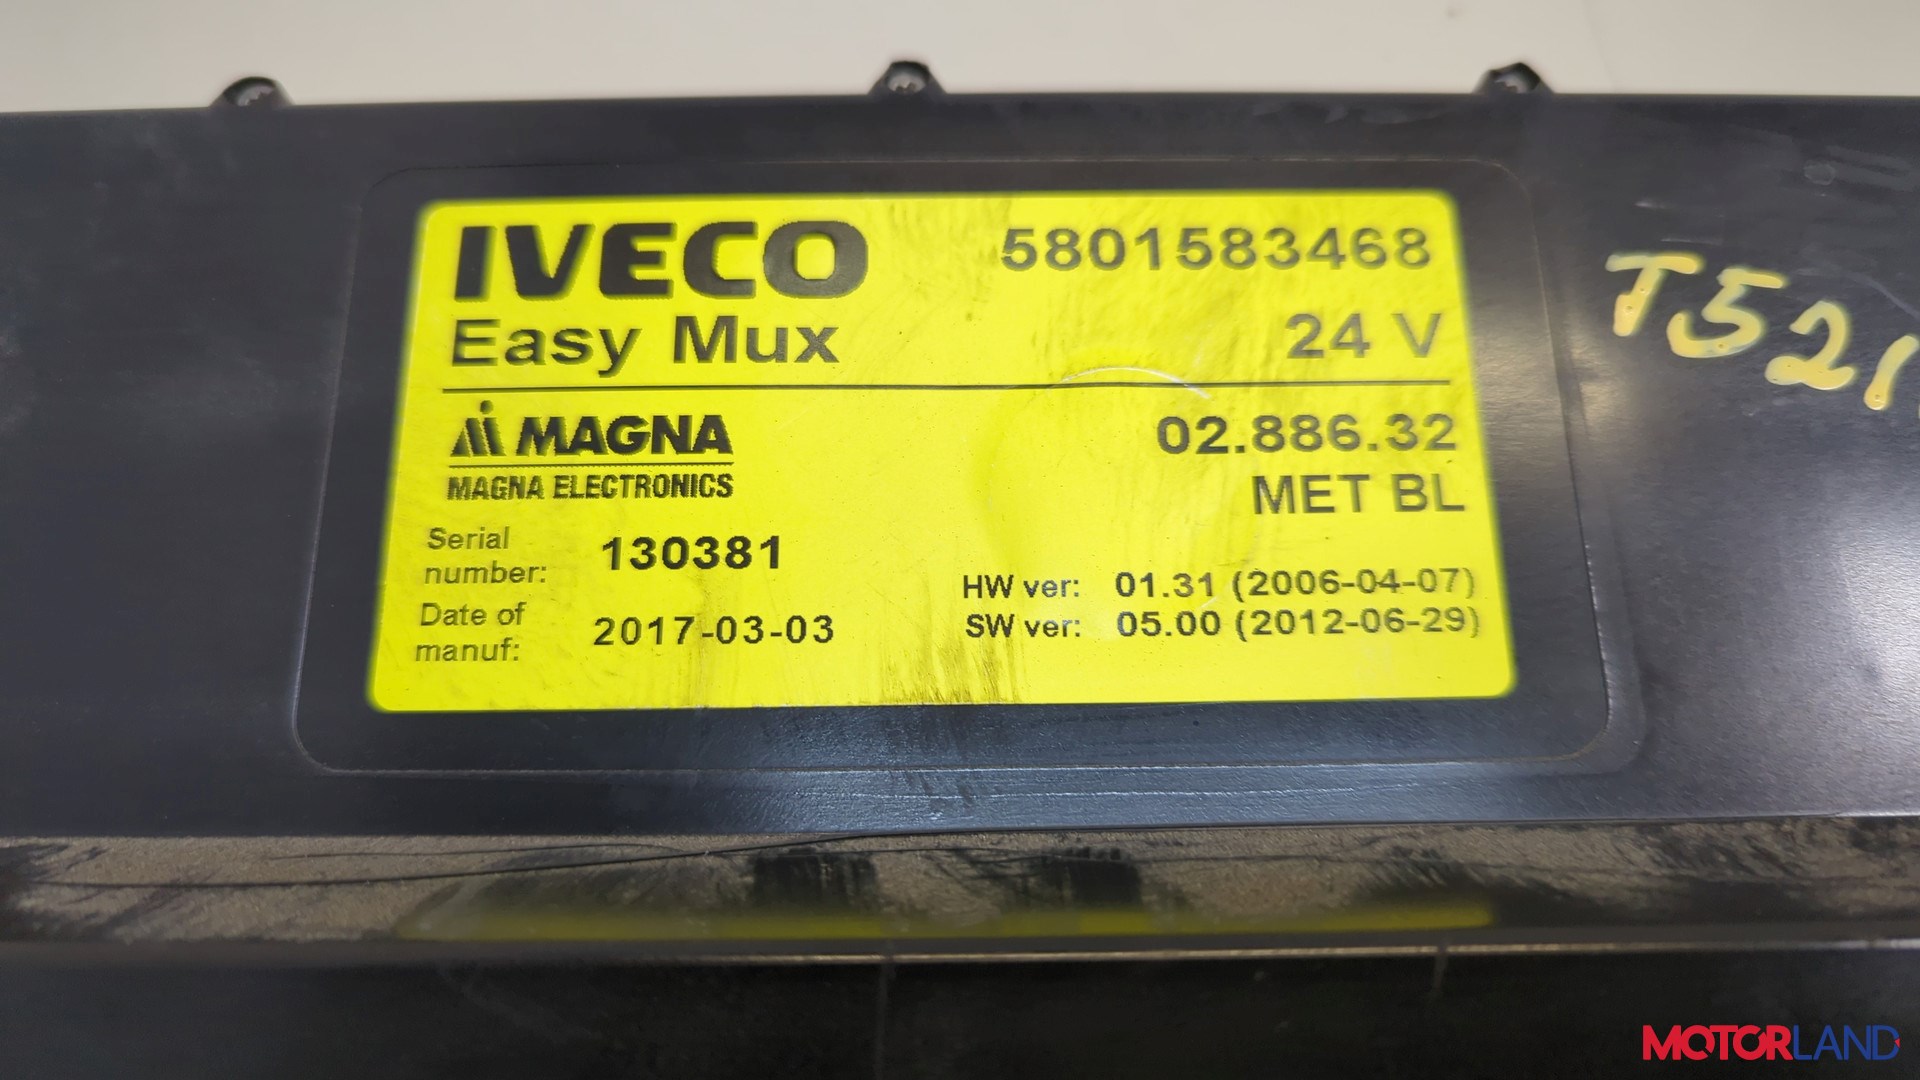 IVECO 5801583468
Easy Mux 24 V
MAGNA 02.886.32
MAGNA ELECTRONICS MET BL
Serial
number: 130381
HW ver: 01.31 (2006-04-07)
Date of
manuf: 2017-03-03
SW ver: 05.00 (2012-06-29)
T521
MOTORLAND